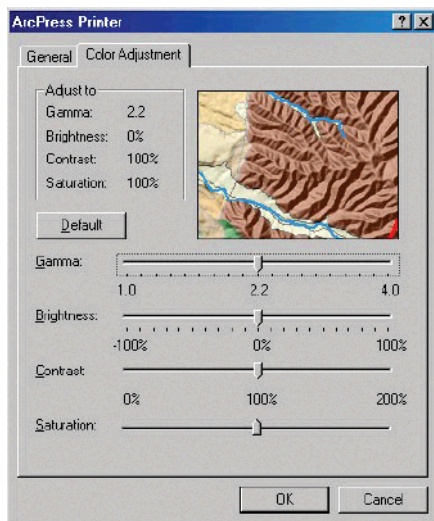 ArcPress Printer
General
Color Adjustment
Adjust to
Gamma: 2.2
Brightness: 0%
Contrast: 100%
Saturation: 100%
Default
Gamma:
1.0 2.2 4.0
Brightness:
-100% 0% 100%
Contrast
0% 100% 200%
Saturation:
OK Cancel